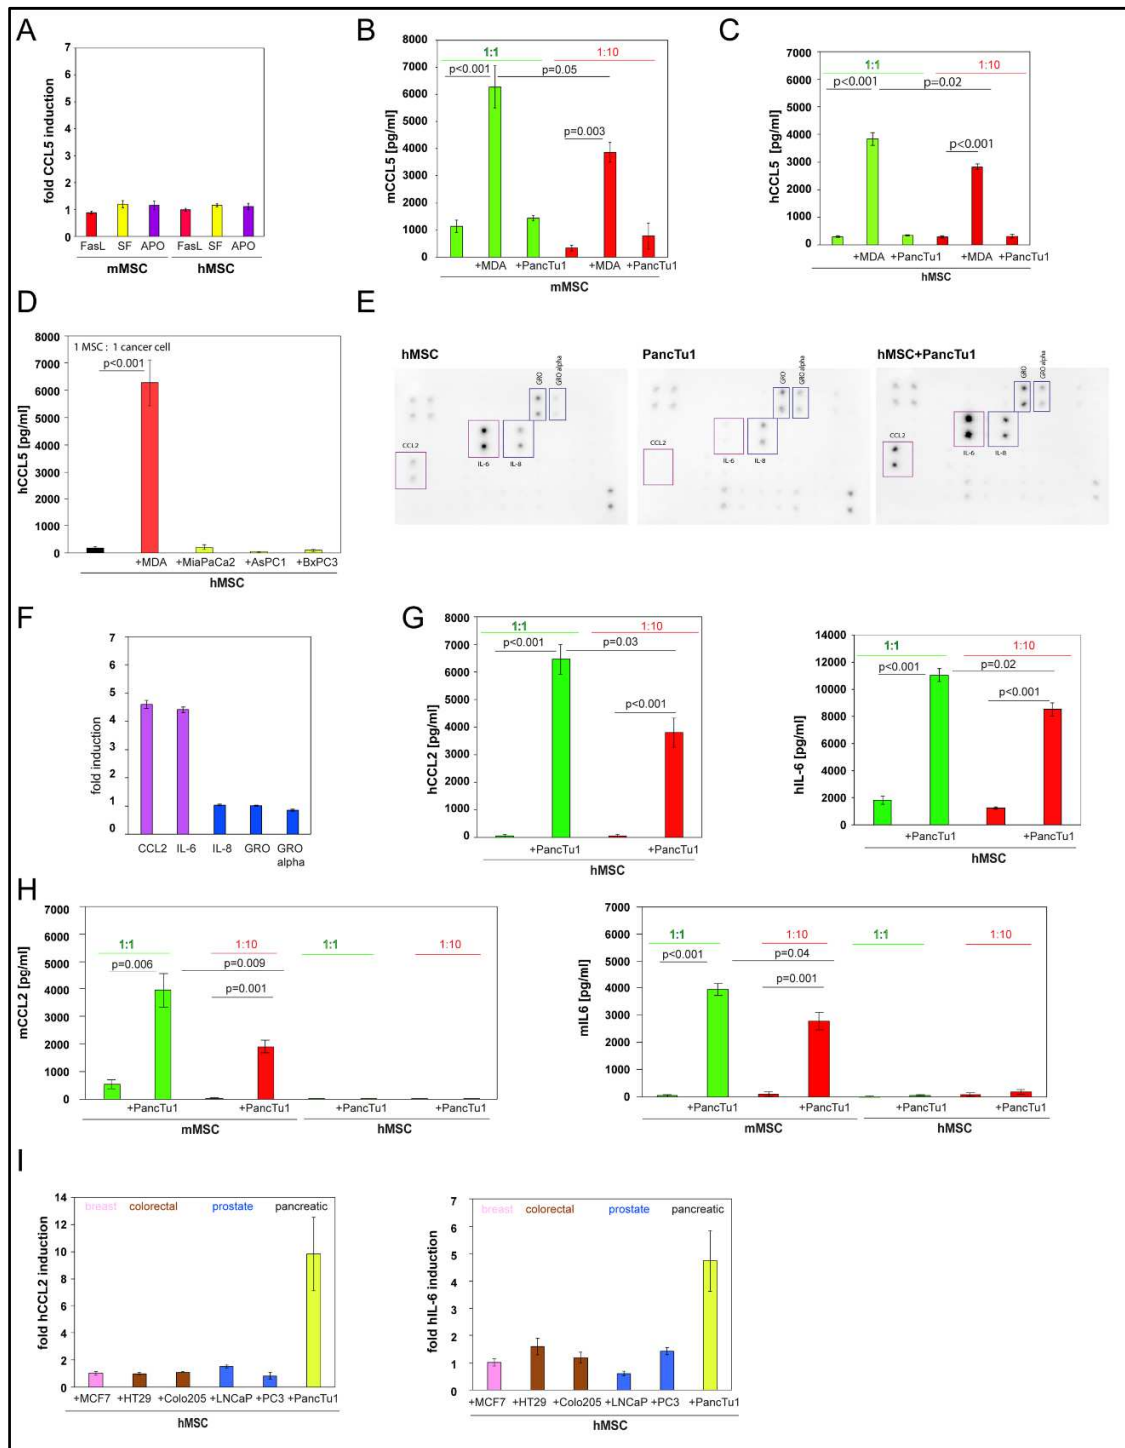 A
7
6
5
4
3
2
1
0
fold CCL5 induction
FasL SF APO FasL SF APO
mMSC hMSC
B
8000
7000
6000
5000
4000
3000
2000
1000
0
mCCL5 [pg/ml]
1:1 1:10
p<0.001 p=0.05
p=0.003
+MDA +PancTu1 +MDA +PancTu1
mMSC
C
8000
7000
6000
5000
4000
3000
2000
1000
0
hCCL5 [pg/ml]
1:1 1:10
p<0.001 p=0.02
p<0.001
+MDA +PancTu1 +MDA +PancTu1
hMSC
D
8000
7000
6000
5000
4000
3000
2000
1000
0
hCCL5 [pg/ml]
1 MSC : 1 cancer cell
p<0.001
+MDA +MiaPaCa2 +AsPC1 +BxPC3
hMSC
E
hMSC PancTu1 hMSC+PancTu1
GRO GRO alpha GRO GRO alpha GRO GRO alpha
CCL2 IL-6 IL-8
CCL2 IL-6 IL-8
CCL2 IL-6 IL-8
F
7
6
5
4
3
2
1
0
fold induction
CCL2 IL-6 IL-8 GRO GRO
alpha
G
8000
7000
6000
5000
4000
3000
2000
1000
0
hCCL2 [pg/ml]
1:1 1:10
p<0.001 p=0.03
p<0.001
+PancTu1 +PancTu1
hMSC
14000
12000
10000
8000
6000
4000
2000
0
hIL-6 [pg/ml]
1:1 1:10
p<0.001 p=0.02
p<0.001
+PancTu1 +PancTu1
hMSC
H
7000
6000
5000
4000
3000
2000
1000
0
mCCL2 [pg/ml]
1:1 1:10 1:1 1:10
p=0.006 p=0.009
p=0.001
+PancTu1 +PancTu1 +PancTu1 +PancTu1
mMSC hMSC
7000
6000
5000
4000
3000
2000
1000
0
mIL6 [pg/ml]
1:1 1:10 1:1 1:10
p<0.001 p=0.04
p=0.001
+PancTu1 +PancTu1 +PancTu1 +PancTu1
mMSC hMSC
I
14
12
10
8
6
4
2
0
fold hCCL2 induction
breast colorectal prostate pancreatic
+MCF7 +HT29 +Colo205 +LNCaP +PC3 +PancTu1
hMSC
7
6
5
4
3
2
1
0
fold hIL-6 induction
breast colorectal prostate pancreatic
+MCF7 +HT29 +Colo205 +LNCaP +PC3 +PancTu1
hMSC